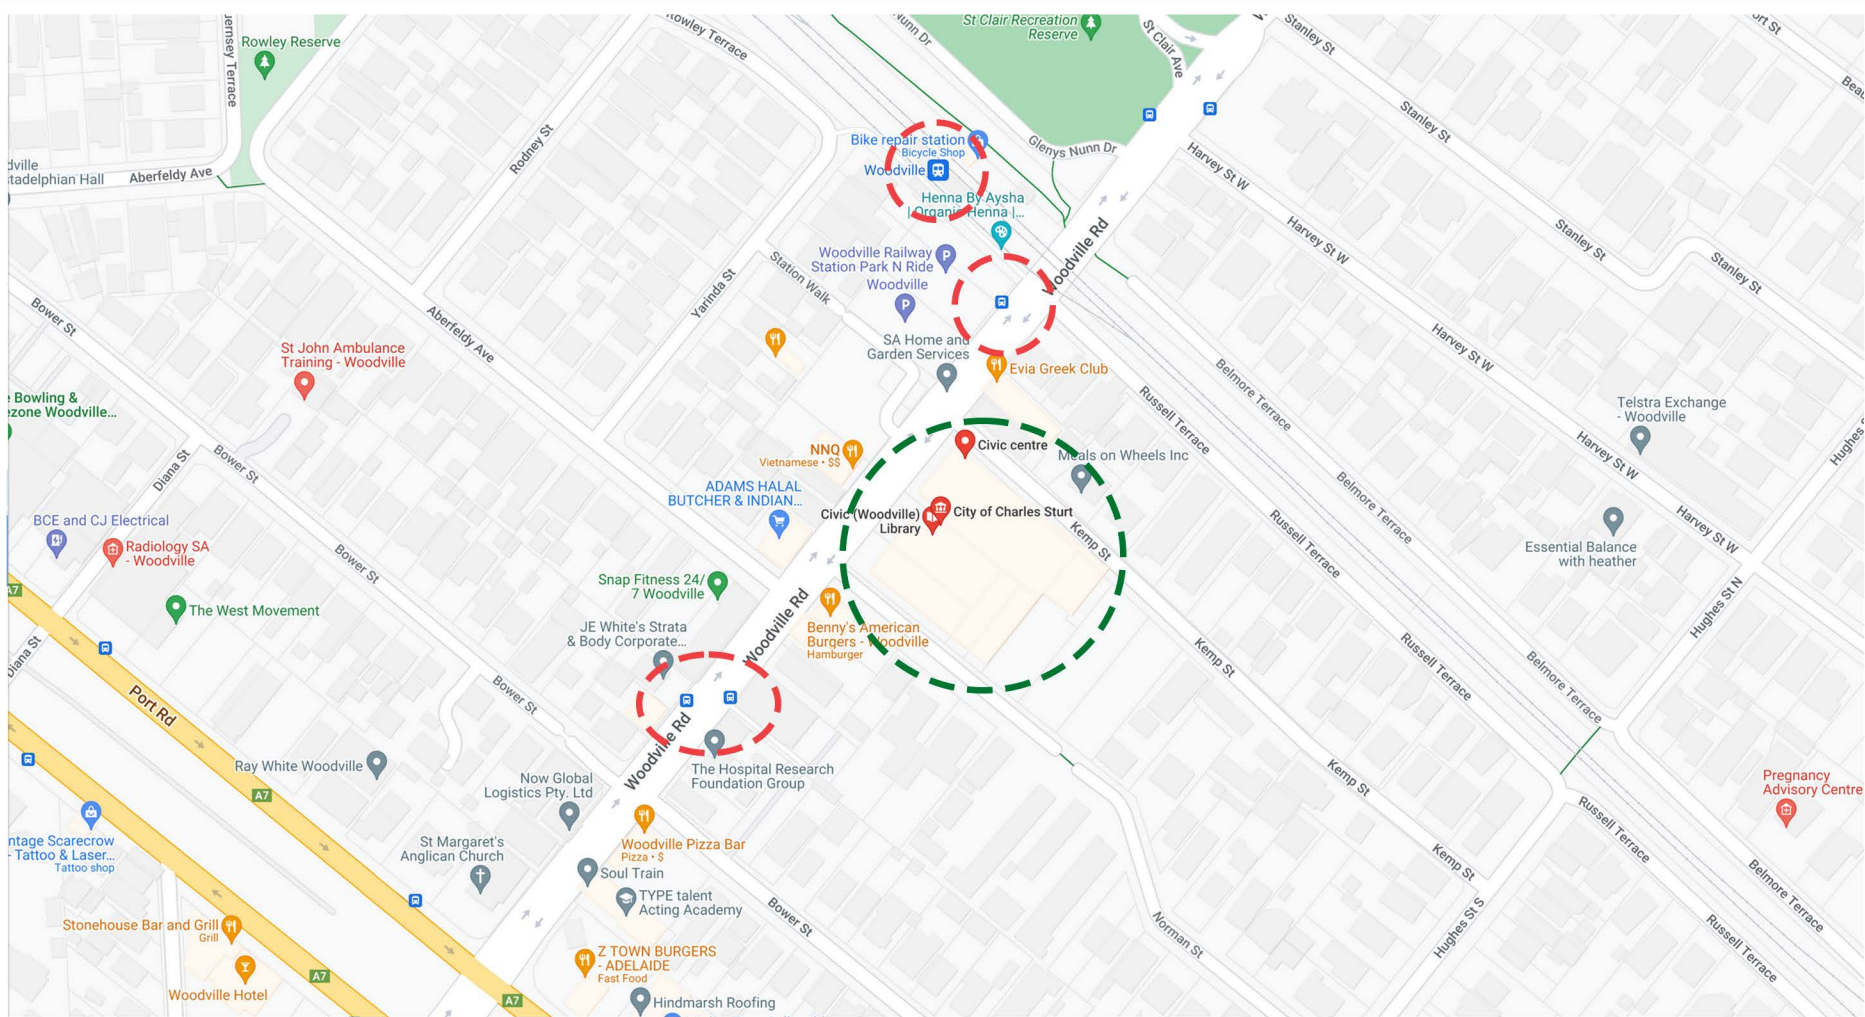 Rowley Reserve
Guernsey Terrace
Rowley Terrace
Nunn Dr
St Clair Recreation
Reserve
St Clair Ave
Stanley St
Stanley St
Stanley St
Stanley St
Rodney St
Bike repair station
Bicycle Shop
Woodville
Glenys Nunn Dr
Harvey St W
Harvey St W
Harvey St W
Harvey St W
Harvey St W
dville
stadelphian Hall
Aberfeldy Ave
Henna By Aysha
| Organic Henna |...
Woodville Rd
Woodville Railway
Station Park N Ride
Woodville
Station Walk
Yarinda St
Bower St
Aberfeldy Ave
SA Home and
Garden Services
Evia Greek Club
St John Ambulance
Training - Woodville
Belmore Terrace
Russell Terrace
Telstra Exchange
- Woodville
e Bowling &
ezone Woodville...
Civic centre
Meals on Wheels Inc
NNQ
Vietnamese • $$
Diana St
Bower St
ADAMS HALAL
BUTCHER & INDIAN...
Civic (Woodville)
Library
City of Charles Sturt
Kemp St
Belmore Terrace
Russell Terrace
Hughes
BCE and CJ Electrical
Radiology SA
- Woodville
Bower St
Essential Balance
with heather
Snap Fitness 24/
7 Woodville
A7
The West Movement
JE White's Strata
& Body Corporate...
Woodville Rd
Benny's American
Burgers - Woodville
Hamburger
Hughes St N
Diana St
Kemp St
Russell Terrace
Belmore Terrace
Port Rd
Bower St
Woodville Rd
Ray White Woodville
A7
Now Global
Logistics Pty. Ltd
The Hospital Research
Foundation Group
Kemp St
Pregnancy
Advisory Centre
Russell Terrace
ntage Scarecrow
- Tattoo & Laser...
Tattoo shop
St Margaret's
Anglican Church
Woodville Pizza Bar
Pizza • $
Soul Train
TYPE talent
Acting Academy
Bower St
Kemp St
Belmore Terrace
Norman St
Hughes St S
Russell Terrace
Stonehouse Bar and Grill
Grill
Z TOWN BURGERS
- ADELAIDE
Fast Food
A7
Woodville Hotel
A7
Hindmarsh Roofing